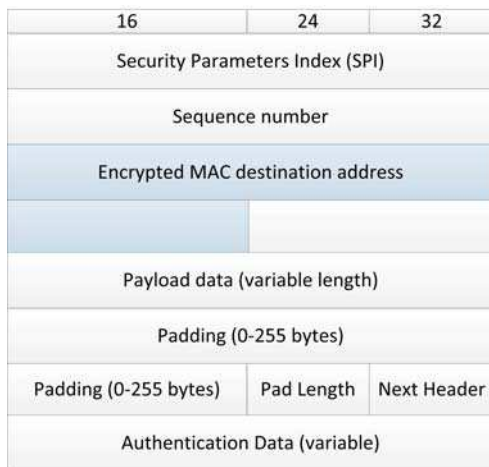 16 24 32
Security Parameters Index (SPI)
Sequence number
Encrypted MAC destination address
Payload data (variable length)
Padding (0-255 bytes)
Padding (0-255 bytes) Pad Length Next Header
Authentication Data (variable)